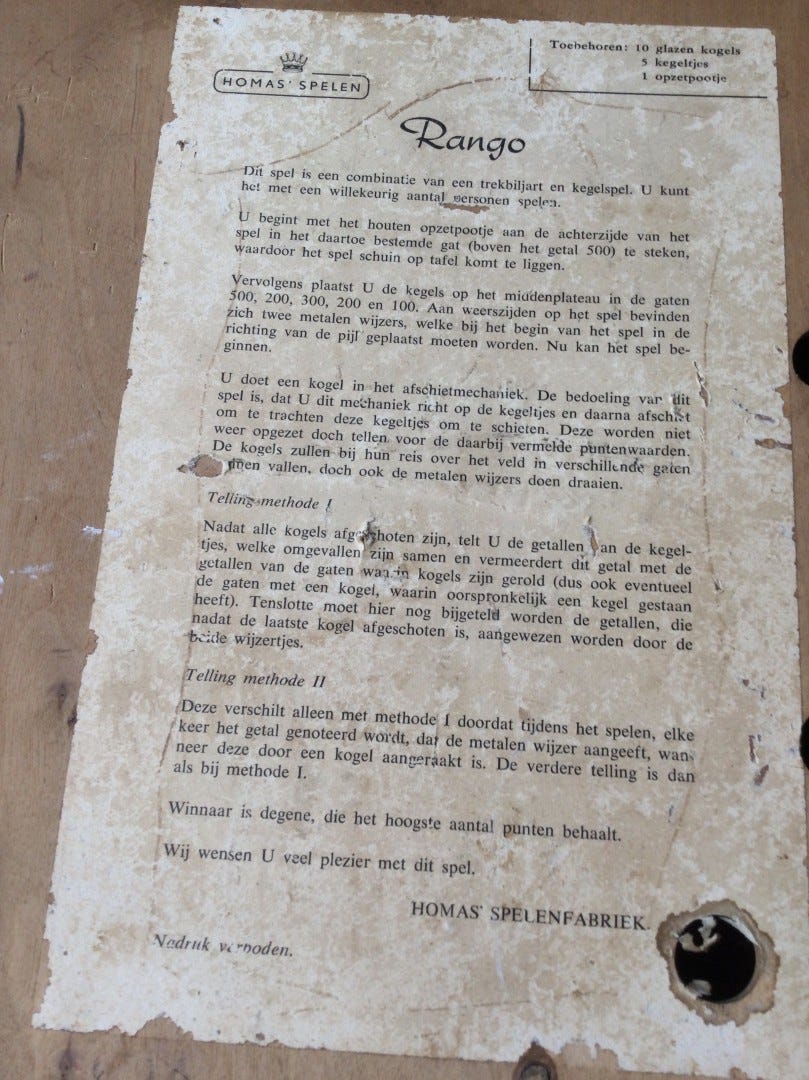 HOMAS' SPELEN
Toebehoren: 10 glazen kogels
5 kegeltjes
1 opzetpootje
Rango
Dit spel is een combinatie van een trekbiljart en kegelspel. U kunt
het met een willekeurig aantal personen spelen.
U begint met het houten opzetpootje aan de achterzijde van het
spel in het daartoe bestemde gat (boven het getal 500) te steken,
waardoor het spel schuin op tafel komt te liggen.
Vervolgens plaatst U de kegels op het middenplateau in de gaten
500, 200, 300, 200 en 100. Aan weerszijden op het spel bevinden
zich twee metalen wijzers, welke bij het begin van het spel in de
richting van de pijl geplaatst moeten worden. Nu kan het spel be-
ginnen.
U doet een kogel in het afschietmechaniek. De bedoeling van dit
spel is, dat U dit mechaniek richt op de kegeltjes en daarna afschiet
om te trachten deze kegeltjes om te schieten. Deze worden niet
weer opgezet doch tellen voor de daarbij vermelde puntenwaarden.
De kogels zullen bij hun reis over het veld in verschillende gaten
kunnen vallen, doch ook de metalen wijzers doen draaien.
Telling methode I
Nadat alle kogels afgeschoten zijn, telt U de getallen van de kegel-
tjes, welke omgevallen zijn samen en vermeerdert dit getal met de
getallen van de gaten waarin kogels zijn gerold (dus ook eventueel
de gaten met een kogel, waarin oorspronkelijk een kegel gestaan
heeft). Tenslotte moet hier nog bijgeteld worden de getallen, die
nadat de laatste kogel afgeschoten is, aangewezen worden door de
beide wijzertjes.
Telling methode II
Deze verschilt alleen met methode I doordat tijdens het spelen, elke
keer het getal genoteerd wordt, dat de metalen wijzer aangeeft, wan-
neer deze door een kogel aangeraakt is. De verdere telling is dan
als bij methode I.
Winnaar is degene, die het hoogste aantal punten behaalt.
Wij wensen U veel plezier met dit spel.
HOMAS' SPELENFABRIEK.
Nadruk verboden.